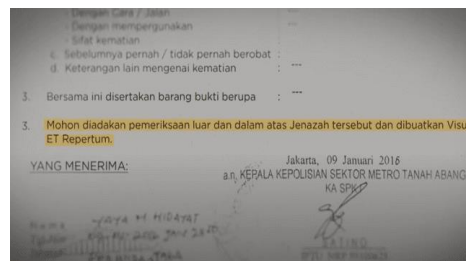 - Dengan Cara / Jalan :
- Dengan mempergunakan : ---
- Sifat kematian :
c. Sebelumnya pernah / tidak pernah berobat :
d. Keterangan lain mengenai kematian : ---
3. Bersama ini disertakan barang bukti berupa : ---
3. Mohon diadakan pemeriksaan luar dan dalam atas Jenazah tersebut dan dibuatkan Visu
ET Repertum.
Jakarta, 09 Januari 2016
YANG MENERIMA:
a.n. KEPALA KEPOLISIAN SEKTOR METRO TANAH ABANG
KA SPK
Nama HIDAYAT